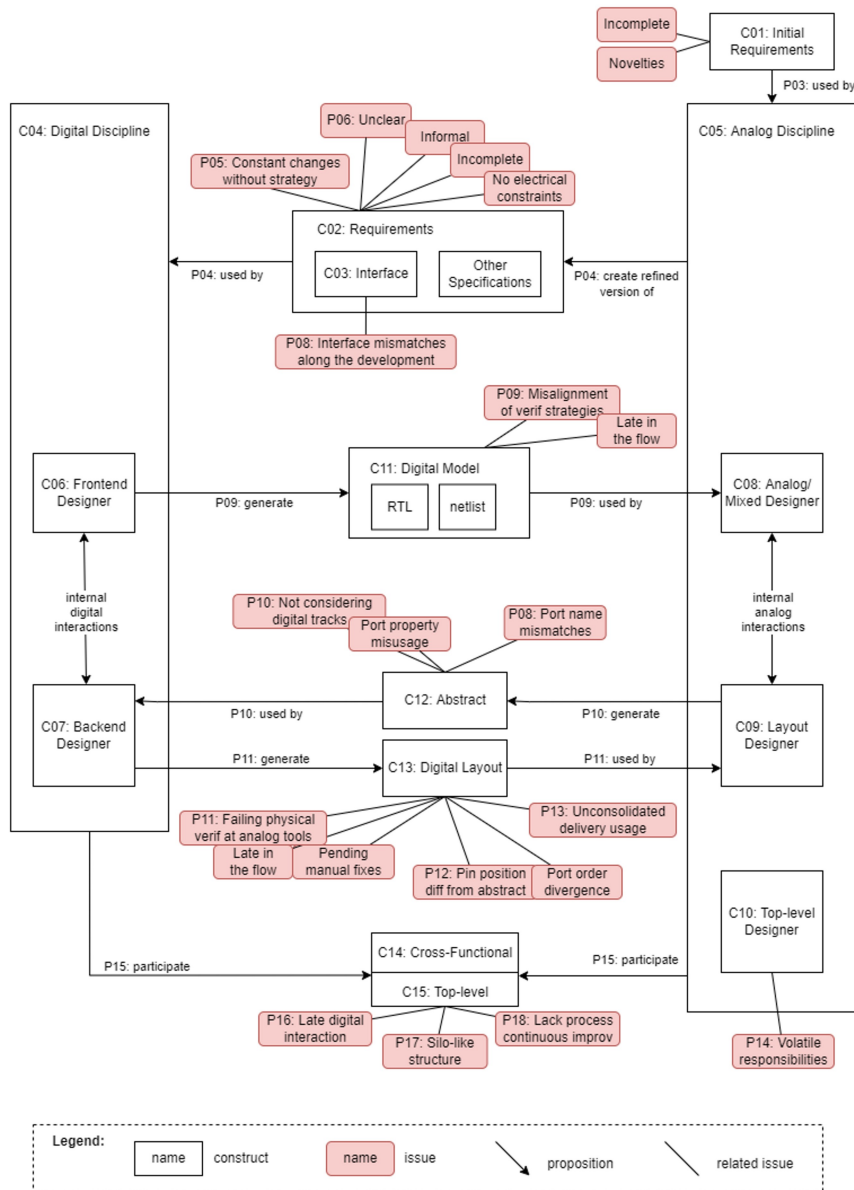 Incomplete
C01: Initial
Requirements
Novelties
P03: used by
C04: Digital Discipline
C05: Analog Discipline
P06: Unclear
Informal
P05: Constant changes
without strategy
Incomplete
No electrical
constraints
C02: Requirements
C03: Interface
Other
Specifications
P04: used by
P04: create refined
version of
P08: Interface mismatches
along the development
P09: Misalignment
of verif strategies
Late in
the flow
C06: Frontend
Designer
C11: Digital Model
RTL
netlist
C08: Analog/
Mixed Designer
P09: generate
P09: used by
internal
digital
interactions
internal
analog
interactions
P10: Not considering
digital tracks
Port property
misusage
P08: Port name
mismatches
C12: Abstract
P10: used by
P10: generate
C07: Backend
Designer
C09: Layout
Designer
P11: generate
C13: Digital Layout
P11: used by
P11: Failing physical
verif at analog tools
P13: Unconsolidated
delivery usage
Late in
the flow
Pending
manual fixes
P12: Pin position
diff from abstract
Port order
divergence
C10: Top-level
Designer
C14: Cross-Functional
P15: participate
P15: participate
C15: Top-level
P16: Late digital
interaction
P17: Silo-like
structure
P18: Lack process
continuous improv
P14: Volatile
responsibilities
Legend:
name
construct
name
issue
proposition
related issue